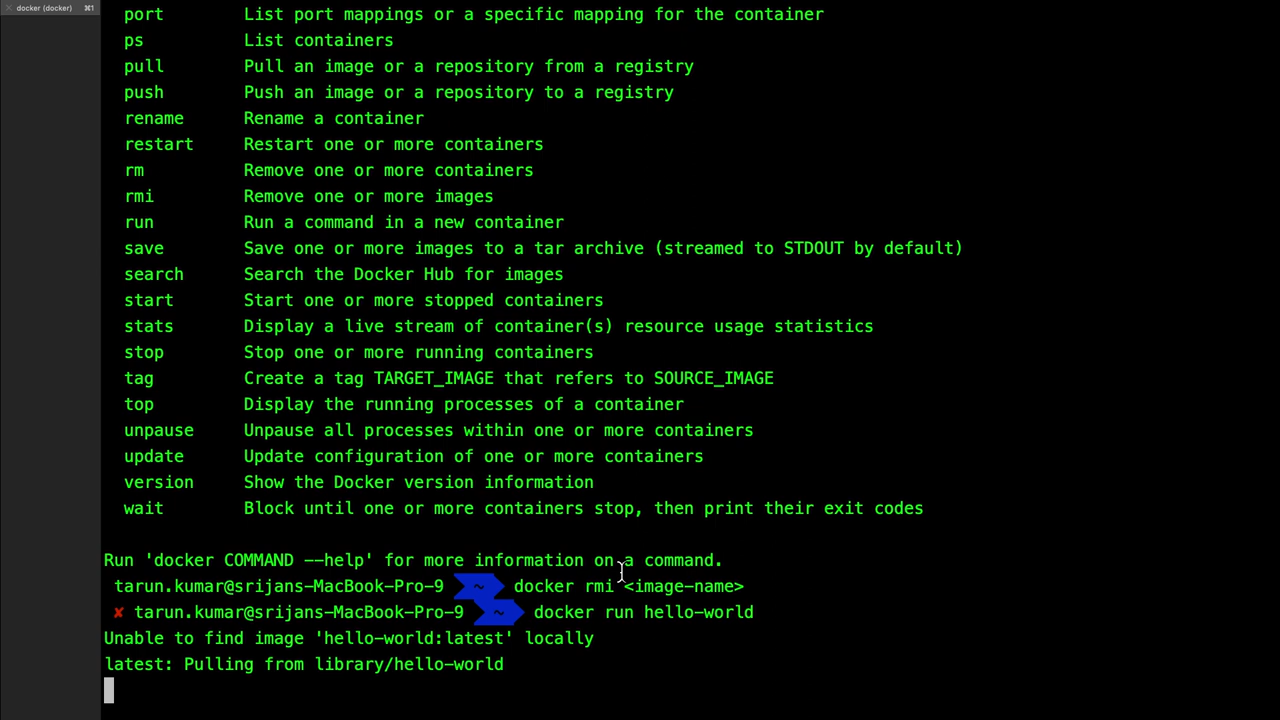 docker (docker) ⌘1
port List port mappings or a specific mapping for the container
ps List containers
pull Pull an image or a repository from a registry
push Push an image or a repository to a registry
rename Rename a container
restart Restart one or more containers
rm Remove one or more containers
rmi Remove one or more images
run Run a command in a new container
save Save one or more images to a tar archive (streamed to STDOUT by default)
search Search the Docker Hub for images
start Start one or more stopped containers
stats Display a live stream of container(s) resource usage statistics
stop Stop one or more running containers
tag Create a tag TARGET_IMAGE that refers to SOURCE_IMAGE
top Display the running processes of a container
unpause Unpause all processes within one or more containers
update Update configuration of one or more containers
version Show the Docker version information
wait Block until one or more containers stop, then print their exit codes
Run 'docker COMMAND --help' for more information on a command.
tarun.kumar@srijans-MacBook-Pro-9 ~ docker rmi <image-name>
✘ tarun.kumar@srijans-MacBook-Pro-9 ~ docker run hello-world
Unable to find image 'hello-world:latest' locally
latest: Pulling from library/hello-world